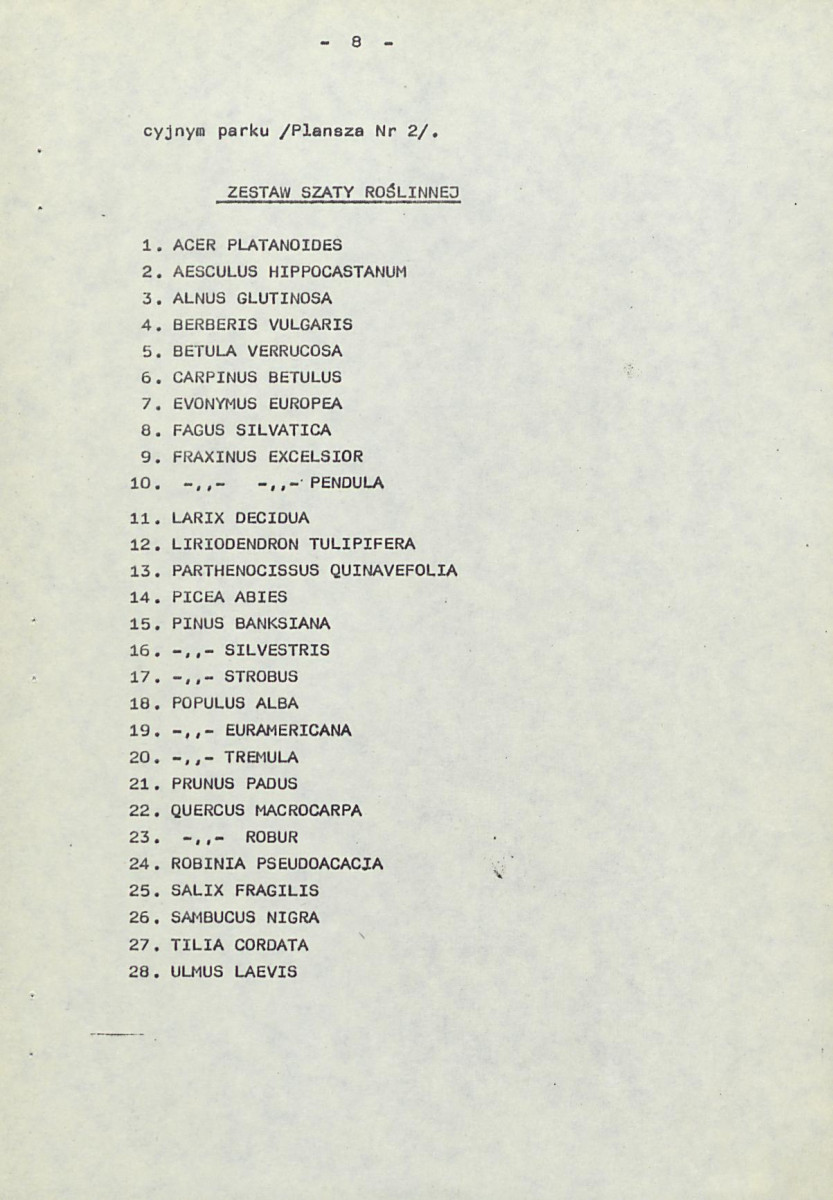 - 8 -
cyjnym parku /Plansza Nr 2/.
ZESTAW SZATY ROŚLINNEJ
1. ACER PLATANOIDES
2. AESCULUS HIPPOCASTANUM
3. ALNUS GLUTINOSA
4. BERBERIS VULGARIS
5. BETULA VERRUCOSA
6. CARPINUS BETULUS
7. EVONYMUS EUROPEA
8. FAGUS SILVATICA
9. FRAXINUS EXCELSIOR
10. -,,- -,,- PENDULA
11. LARIX DECIDUA
12. LIRIODENDRON TULIPIFERA
13. PARTHENOCISSUS QUINAVEFOLIA
14. PICEA ABIES
15. PINUS BANKSIANA
16. -,,- SILVESTRIS
17. -,,- STROBUS
18. POPULUS ALBA
19. -,,- EURAMERICANA
20. -,,- TREMULA
21. PRUNUS PADUS
22. QUERCUS MACROCARPA
23. -,,- ROBUR
24. ROBINIA PSEUDOACACIA
25. SALIX FRAGILIS
26. SAMBUCUS NIGRA
27. TILIA CORDATA
28. ULMUS LAEVIS